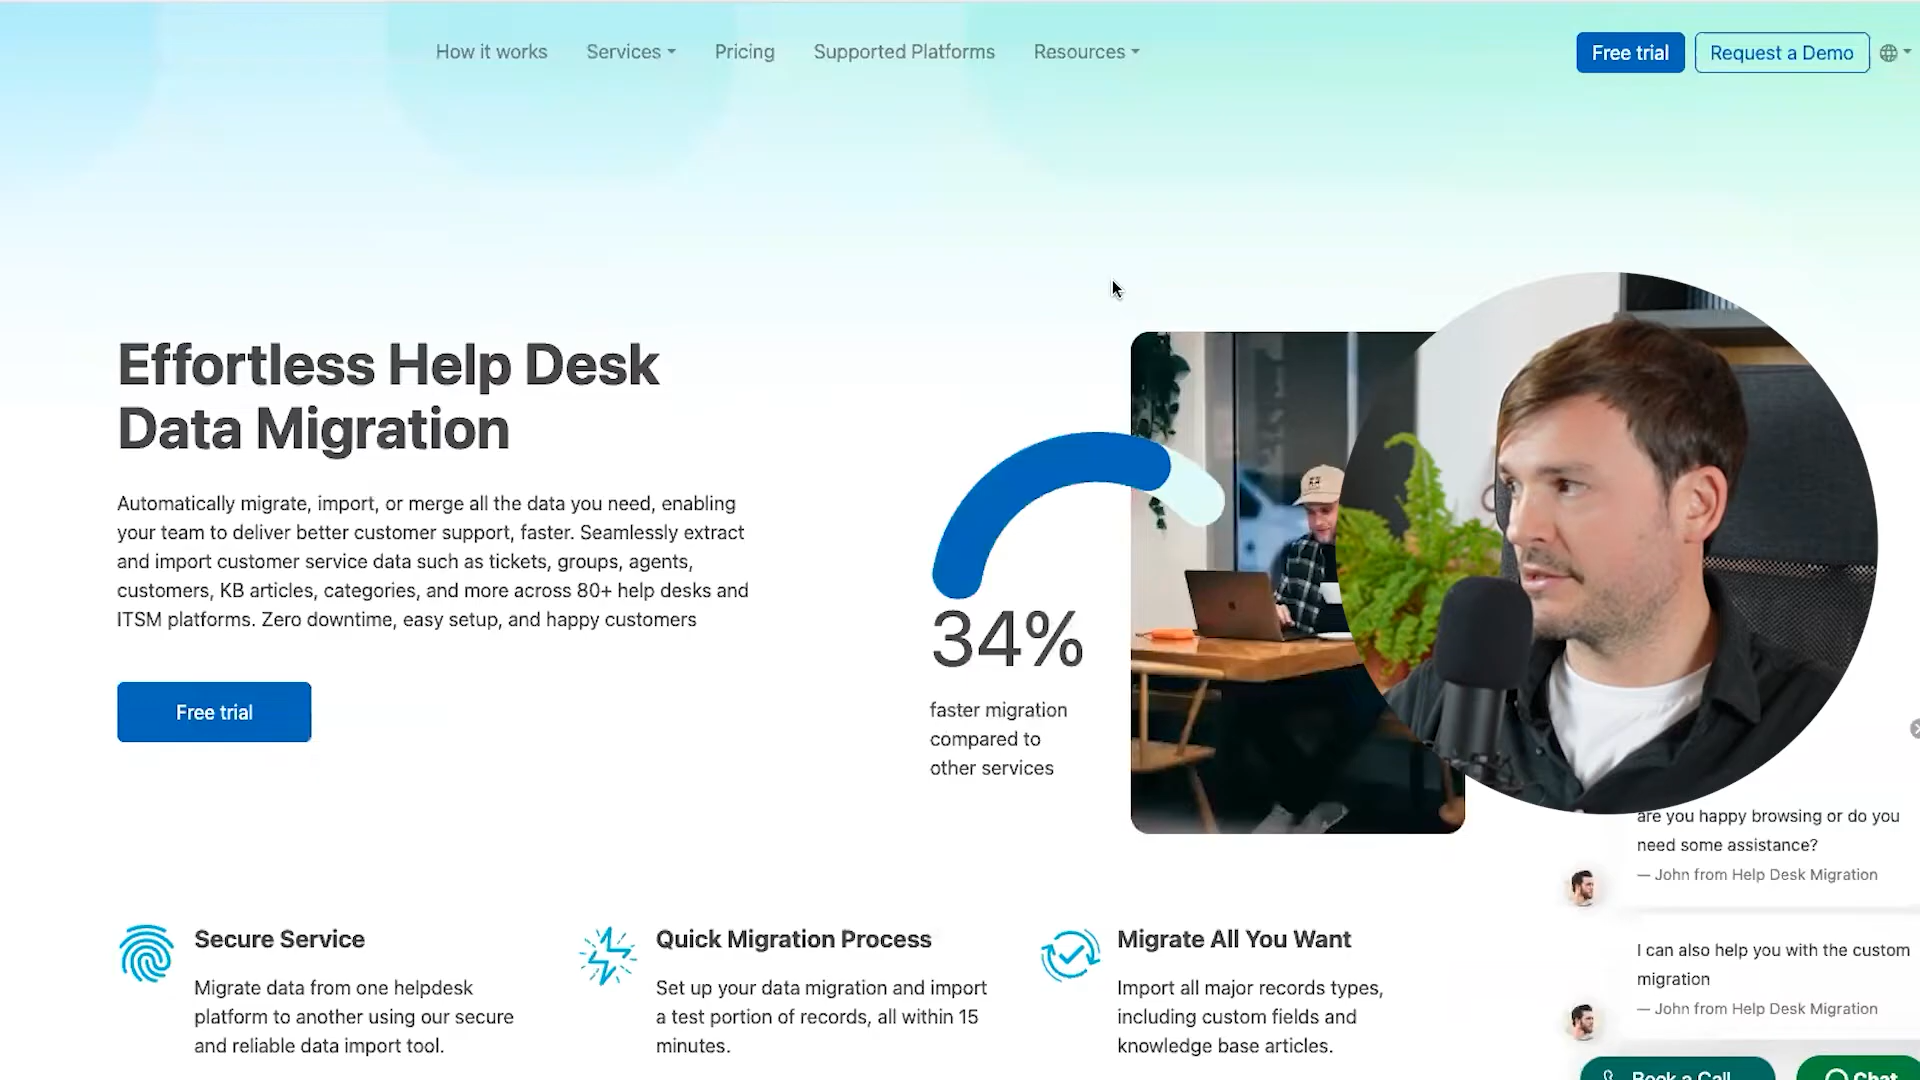 How it works
Services
Pricing
Supported Platforms
Resources
Free trial
Request a Demo
Effortless Help Desk
Data Migration
Automatically migrate, import, or merge all the data you need, enabling
your team to deliver better customer support, faster. Seamlessly extract
and import customer service data such as tickets, groups, agents,
customers, KB articles, categories, and more across 80+ help desks and
ITSM platforms. Zero downtime, easy setup, and happy customers
Free trial
34%
faster migration
compared to
other services
are you happy browsing or do you
need some assistance?
— John from Help Desk Migration
I can also help you with the custom
migration
— John from Help Desk Migration
Secure Service
Migrate data from one helpdesk
platform to another using our secure
and reliable data import tool.
Quick Migration Process
Set up your data migration and import
a test portion of records, all within 15
minutes.
Migrate All You Want
Import all major records types,
including custom fields and
knowledge base articles.
Book a Call
Chat